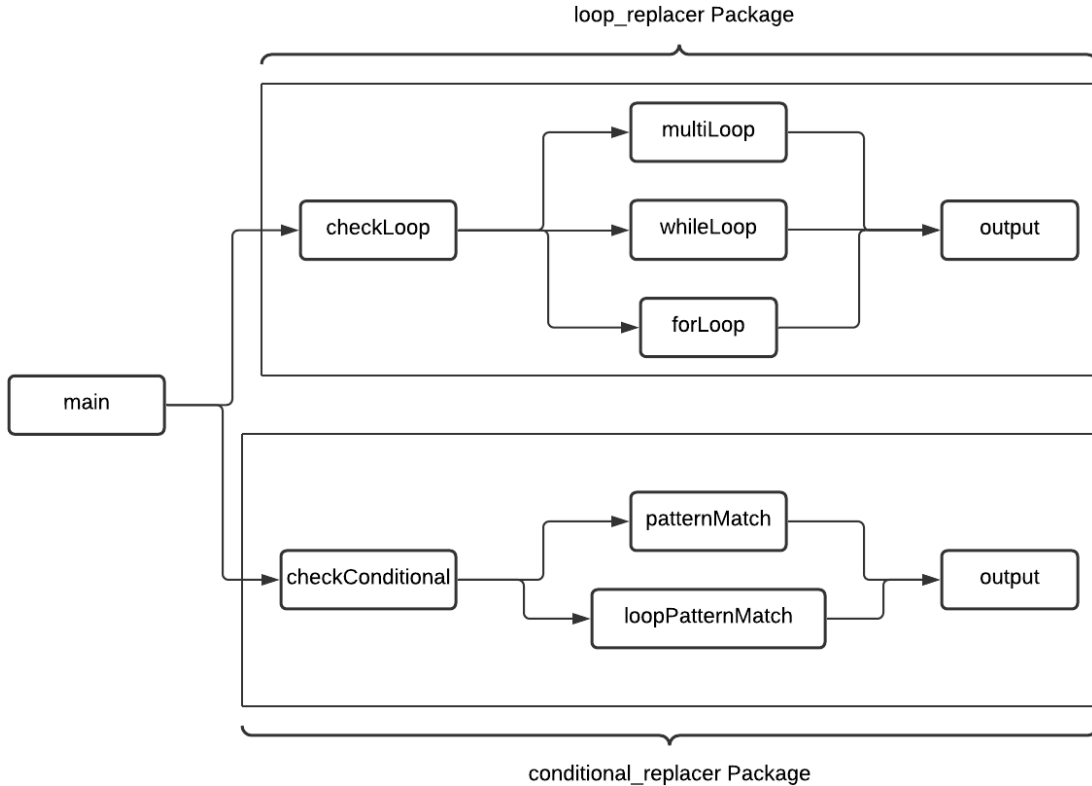 loop_replacer Package
multiLoop
checkLoop
whileLoop
output
forLoop
main
patternMatch
checkConditional
output
loopPatternMatch
conditional_replacer Package